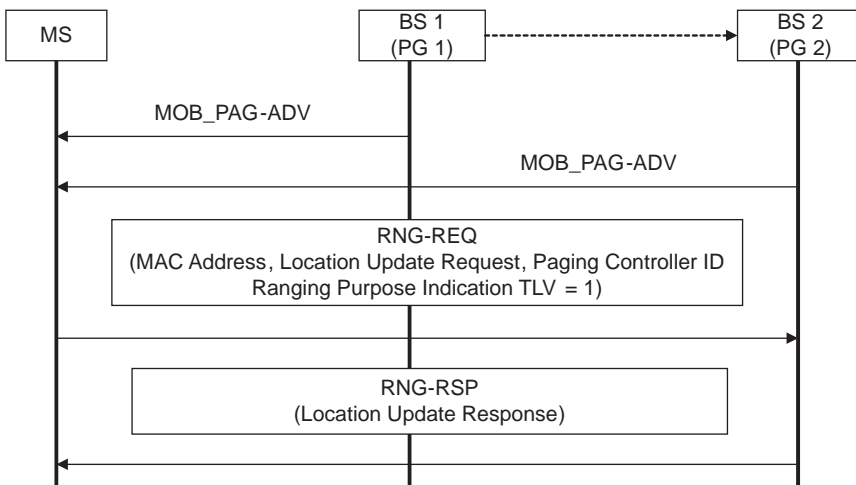 MS
BS 1
(PG 1)
BS 2
(PG 2)
MOB_PAG-ADV
MOB_PAG-ADV
RNG-REQ
(MAC Address, Location Update Request, Paging Controller ID
Ranging Purpose Indication TLV = 1)
RNG-RSP
(Location Update Response)